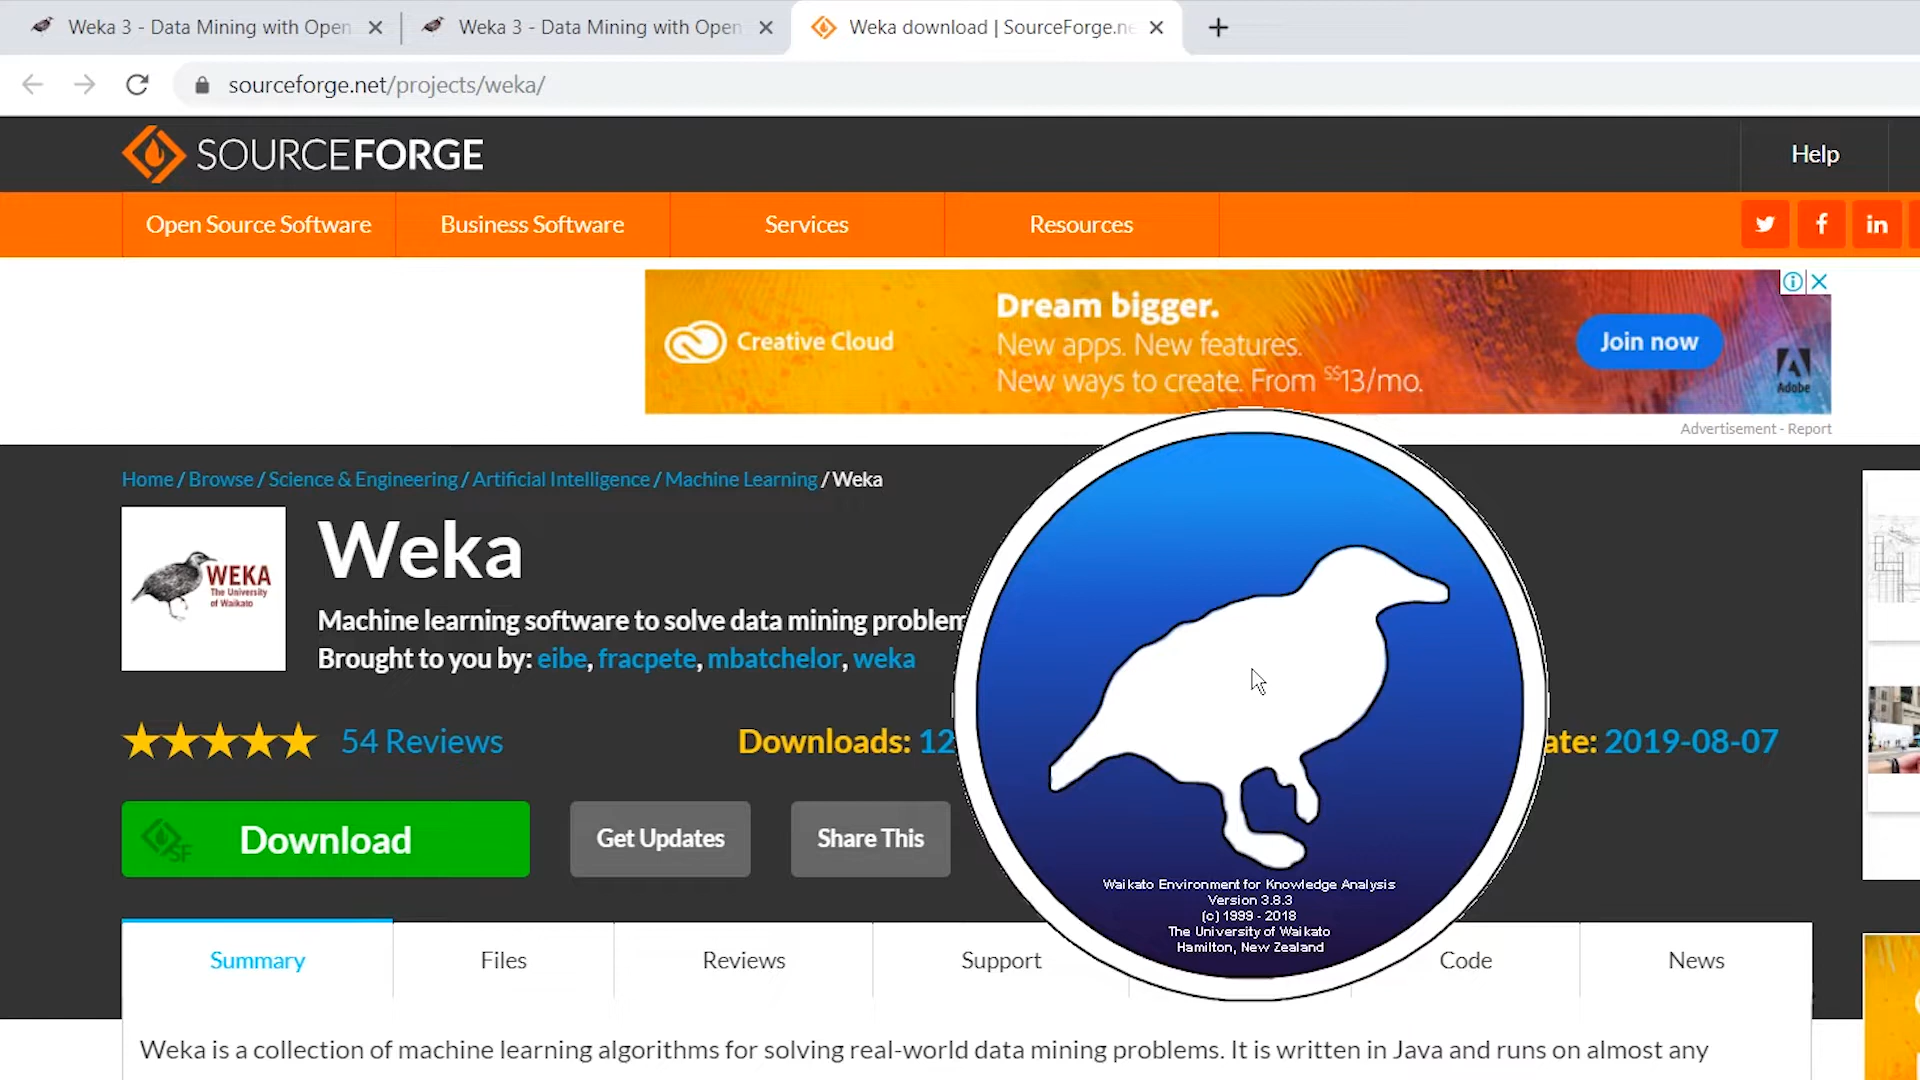 Weka 3 - Data Mining with Open
Weka 3 - Data Mining with Open
Weka download | SourceForge.ne
sourceforge.net/projects/weka/
SOURCEFORGE
Help
Open Source Software
Business Software
Services
Resources
Creative Cloud
Dream bigger.
New apps. New features.
New ways to create. From S$13/mo.
Join now
Adobe
Advertisement - Report
Home / Browse / Science & Engineering / Artificial Intelligence / Machine Learning / Weka
WEKA
The University
of Waikato
Weka
Machine learning software to solve data mining problem
Brought to you by: eibe, fracpete, mbatchelor, weka
54 Reviews
Downloads: 12
ate: 2019-08-07
SF
Download
Get Updates
Share This
Waikato Environment for Knowledge Analysis
Version 3.8.3
(c) 1999 - 2018
The University of Waikato
Hamilton, New Zealand
Summary
Files
Reviews
Support
Code
News
Weka is a collection of machine learning algorithms for solving real-world data mining problems. It is written in Java and runs on almost any